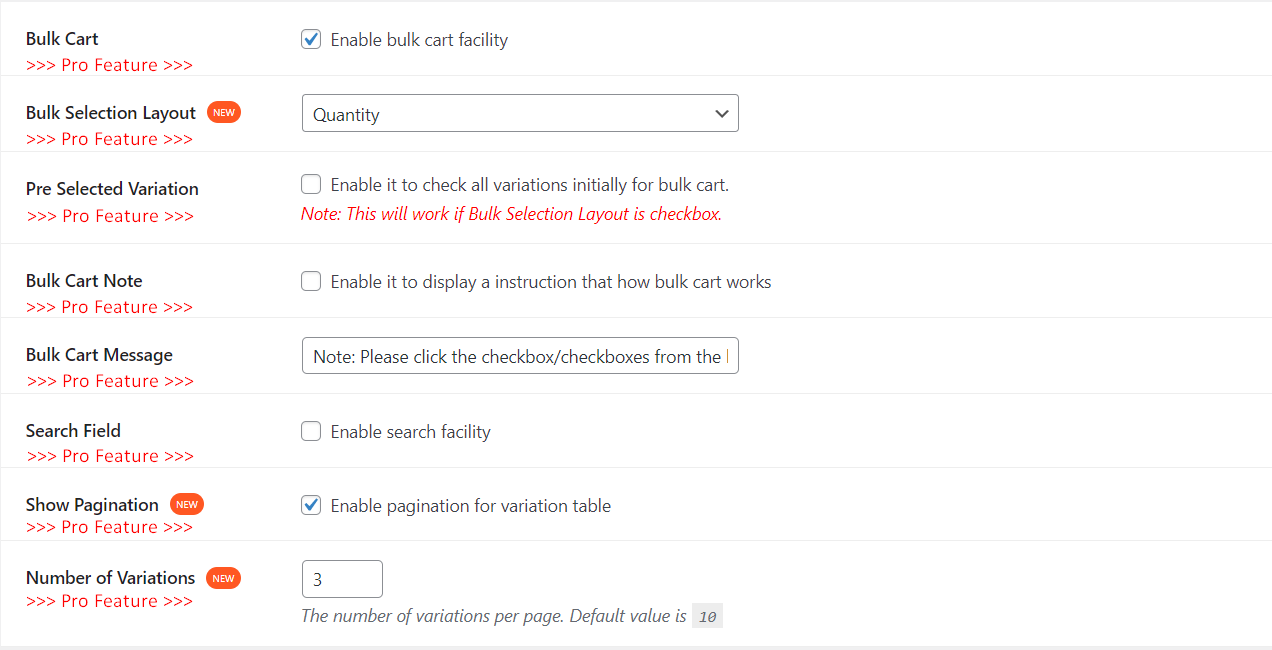 Bulk Cart
Enable bulk cart facility
>>> Pro Feature >>>
Bulk Selection Layout NEW
Quantity
>>> Pro Feature >>>
Pre Selected Variation
Enable it to check all variations initially for bulk cart.
>>> Pro Feature >>>
Note: This will work if Bulk Selection Layout is checkbox.
Bulk Cart Note
Enable it to display a instruction that how bulk cart works
>>> Pro Feature >>>
Bulk Cart Message
Note: Please click the checkbox/checkboxes from the
>>> Pro Feature >>>
Search Field
Enable search facility
>>> Pro Feature >>>
Show Pagination NEW
Enable pagination for variation table
>>> Pro Feature >>>
Number of Variations NEW
3
>>> Pro Feature >>>
The number of variations per page. Default value is 10